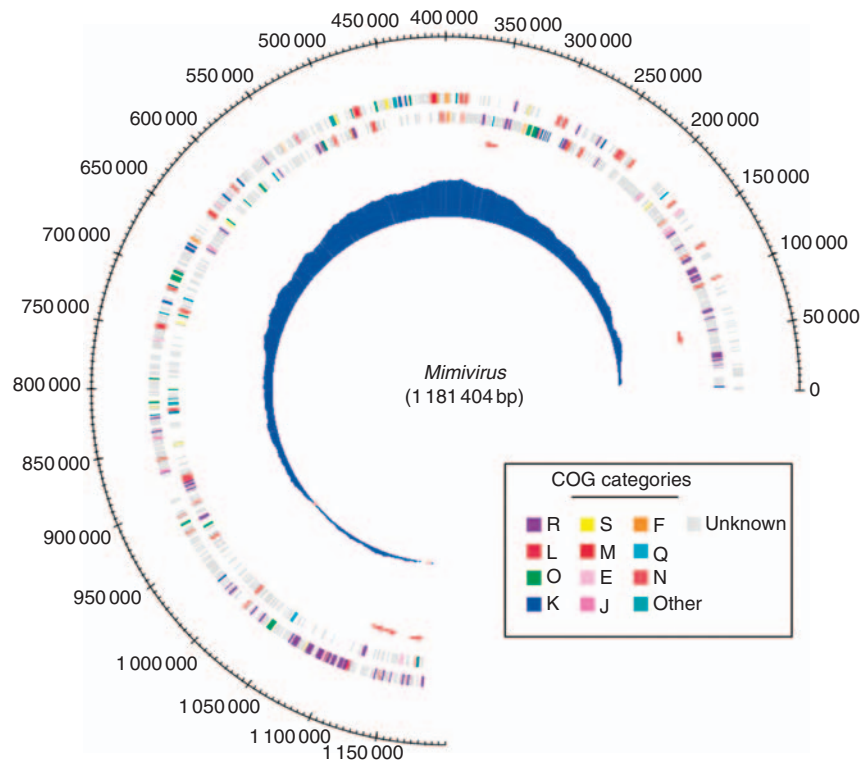 400 000
350 000
450 000
500 000
300 000
550 000
250 000
600 000
200 000
650 000
150 000
700 000
100 000
750 000
50 000
Mimivirus
800 000
0
(1 181 404 bp)
850 000
COG categories
R S F Unknown
L M Q
900 000
O E N
K J Other
950 000
1 000 000
1 050 000
1 100 000
1 150 000